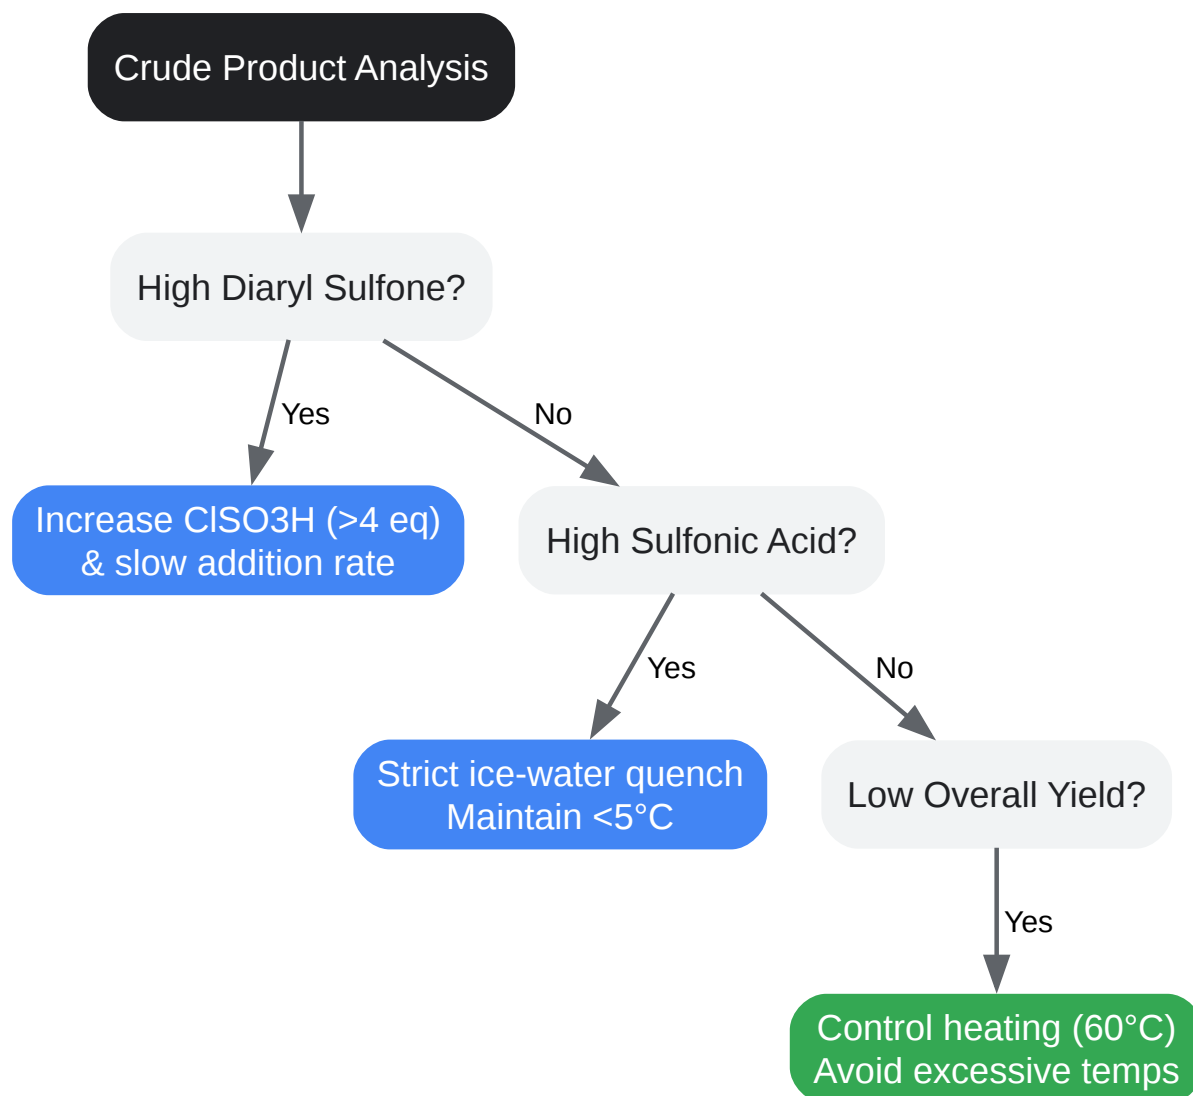 Crude Product Analysis
High Diaryl Sulfone?
Yes
No
Increase ClSO3H (>4 eq)
& slow addition rate
High Sulfonic Acid?
Yes
No
Strict ice-water quench
Maintain <5°C
Low Overall Yield?
Yes
Control heating (60°C)
Avoid excessive temps